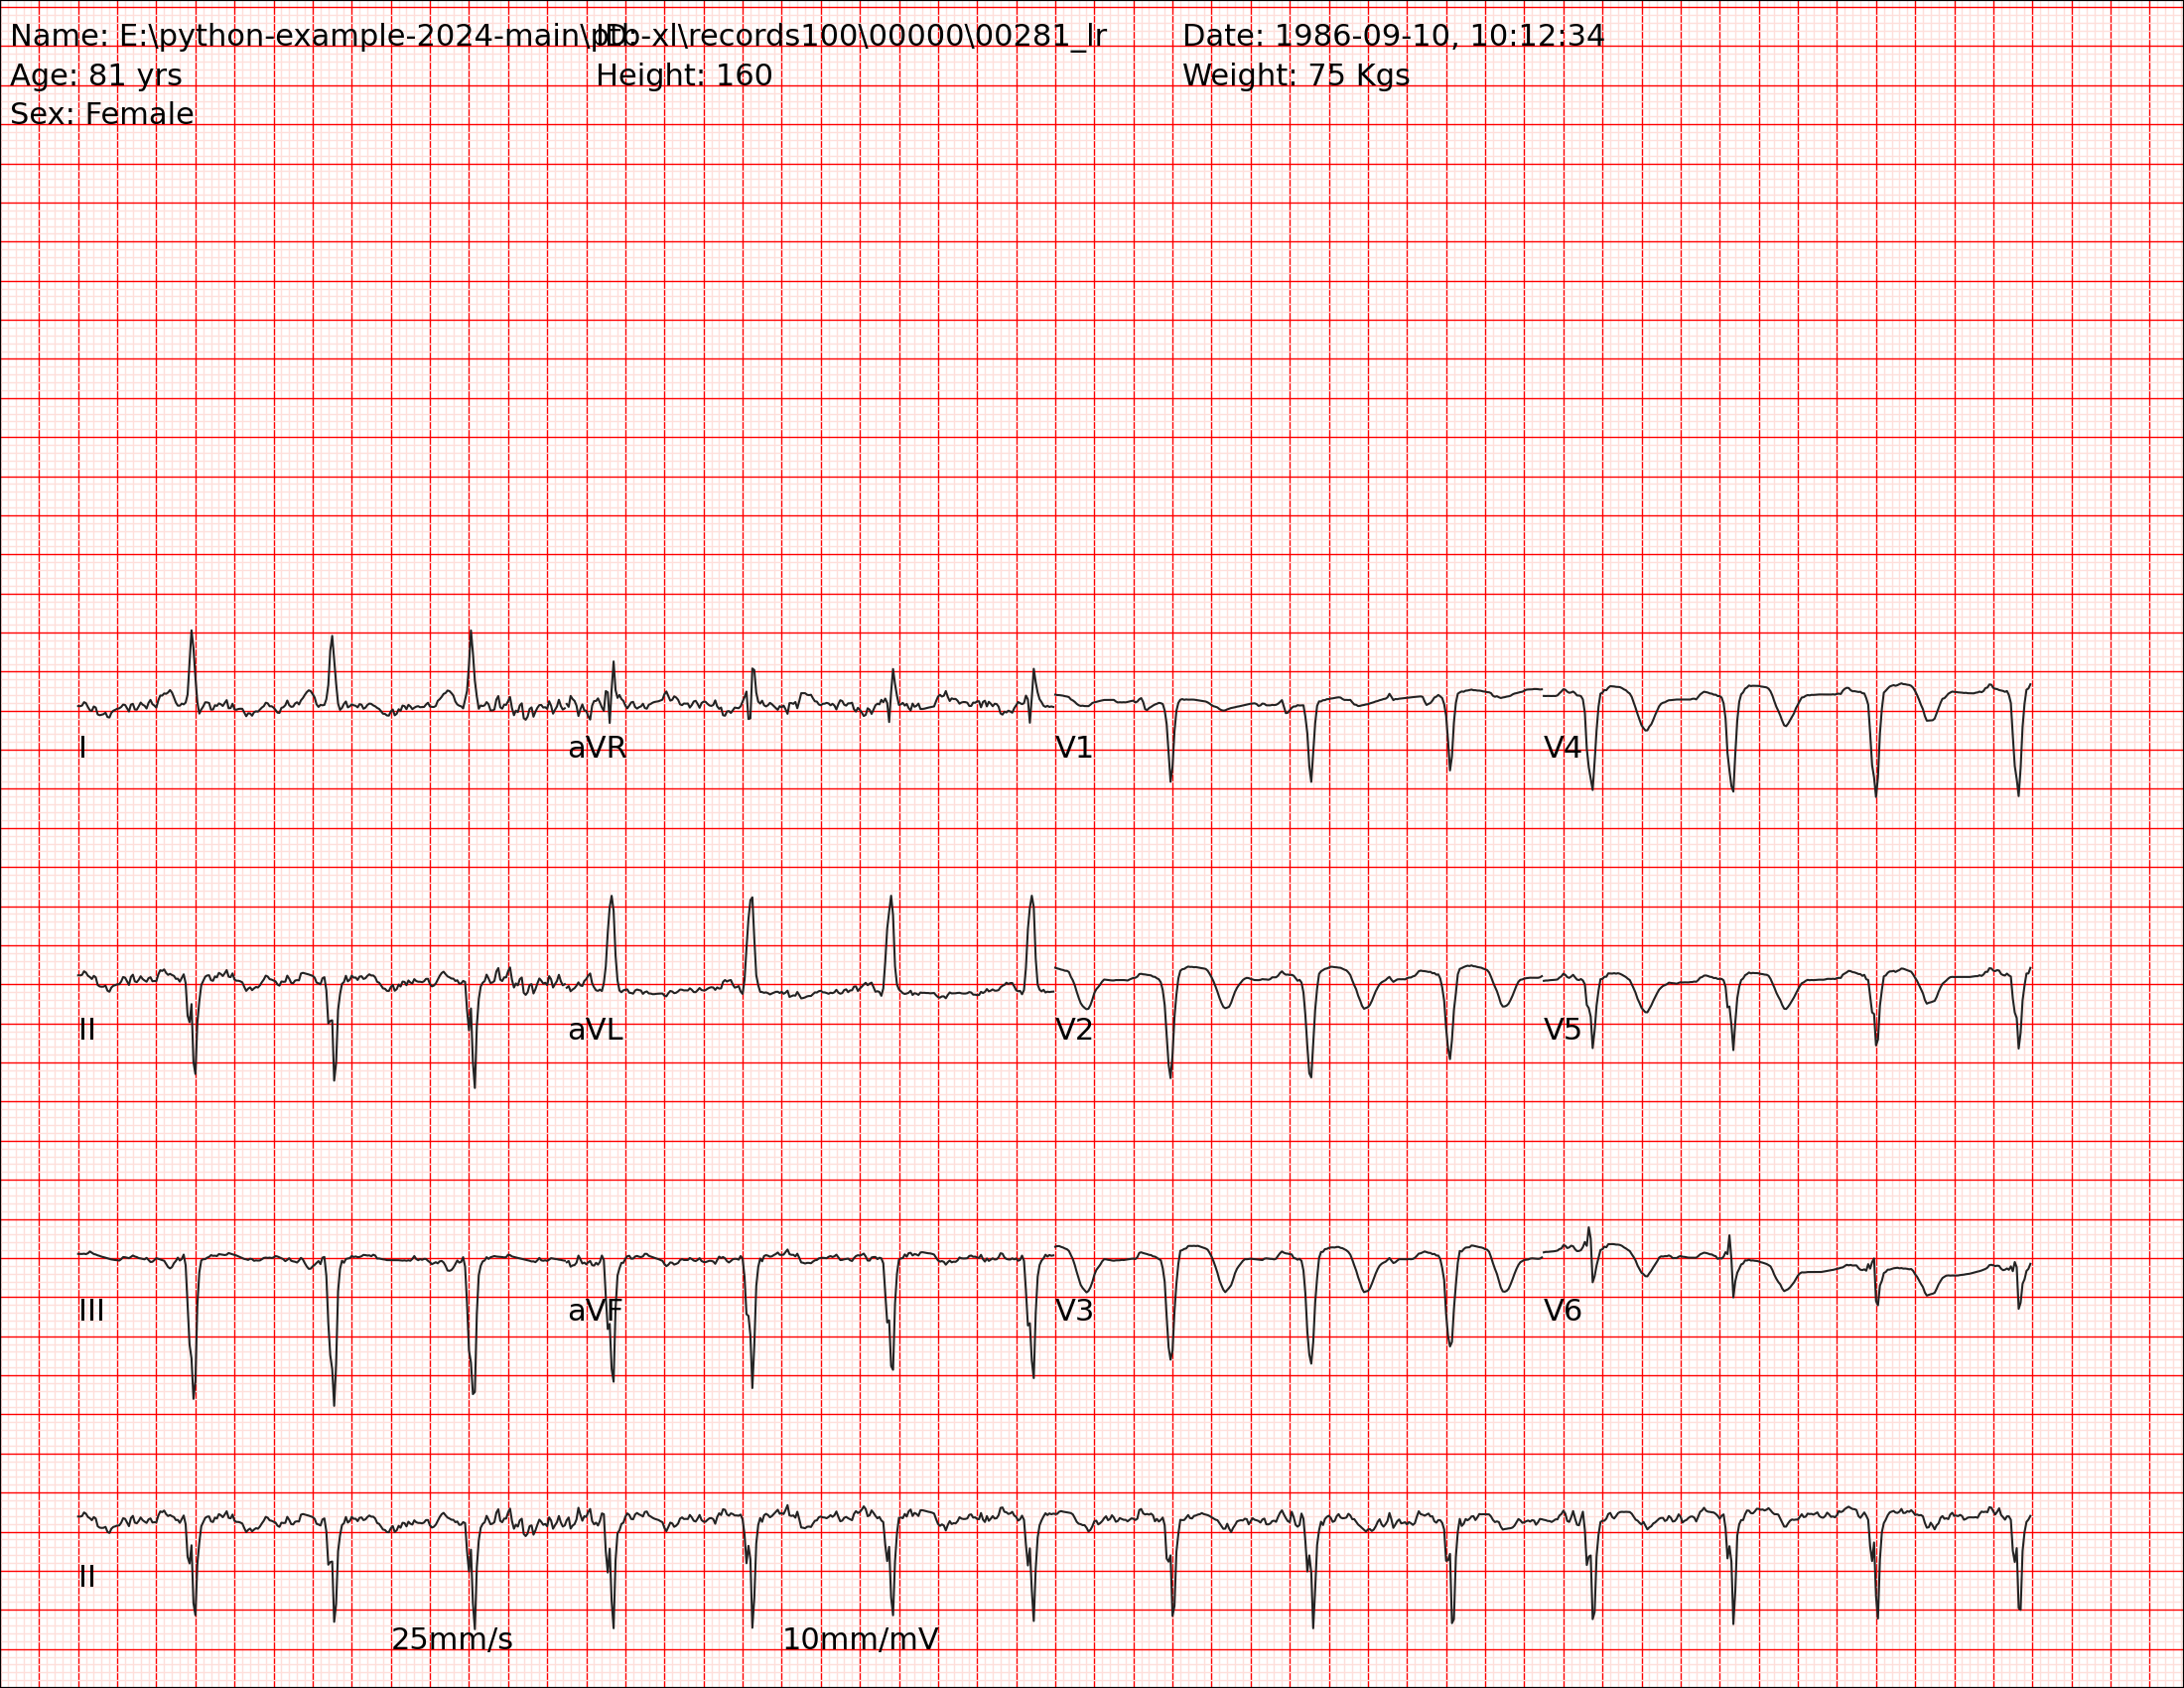 Name: E:\python-example-2024-main\ptb-xl\records100\00000\00281_lr ID: Date: 1986-09-10, 10:12:34
Age: 81 yrs Height: 160 Weight: 75 Kgs
Sex: Female
I aVR V1 V4
II aVL V2 V5
III aVF V3 V6
II
25mm/s 10mm/mV